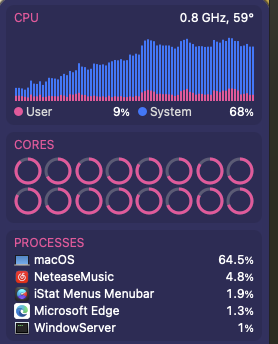 CPU 0.8 GHz, 59°
User 9% System 68%
CORES
PROCESSES
macOS 64.5%
NeteaseMusic 4.8%
iStat Menus Menubar 1.9%
Microsoft Edge 1.3%
WindowServer 1%